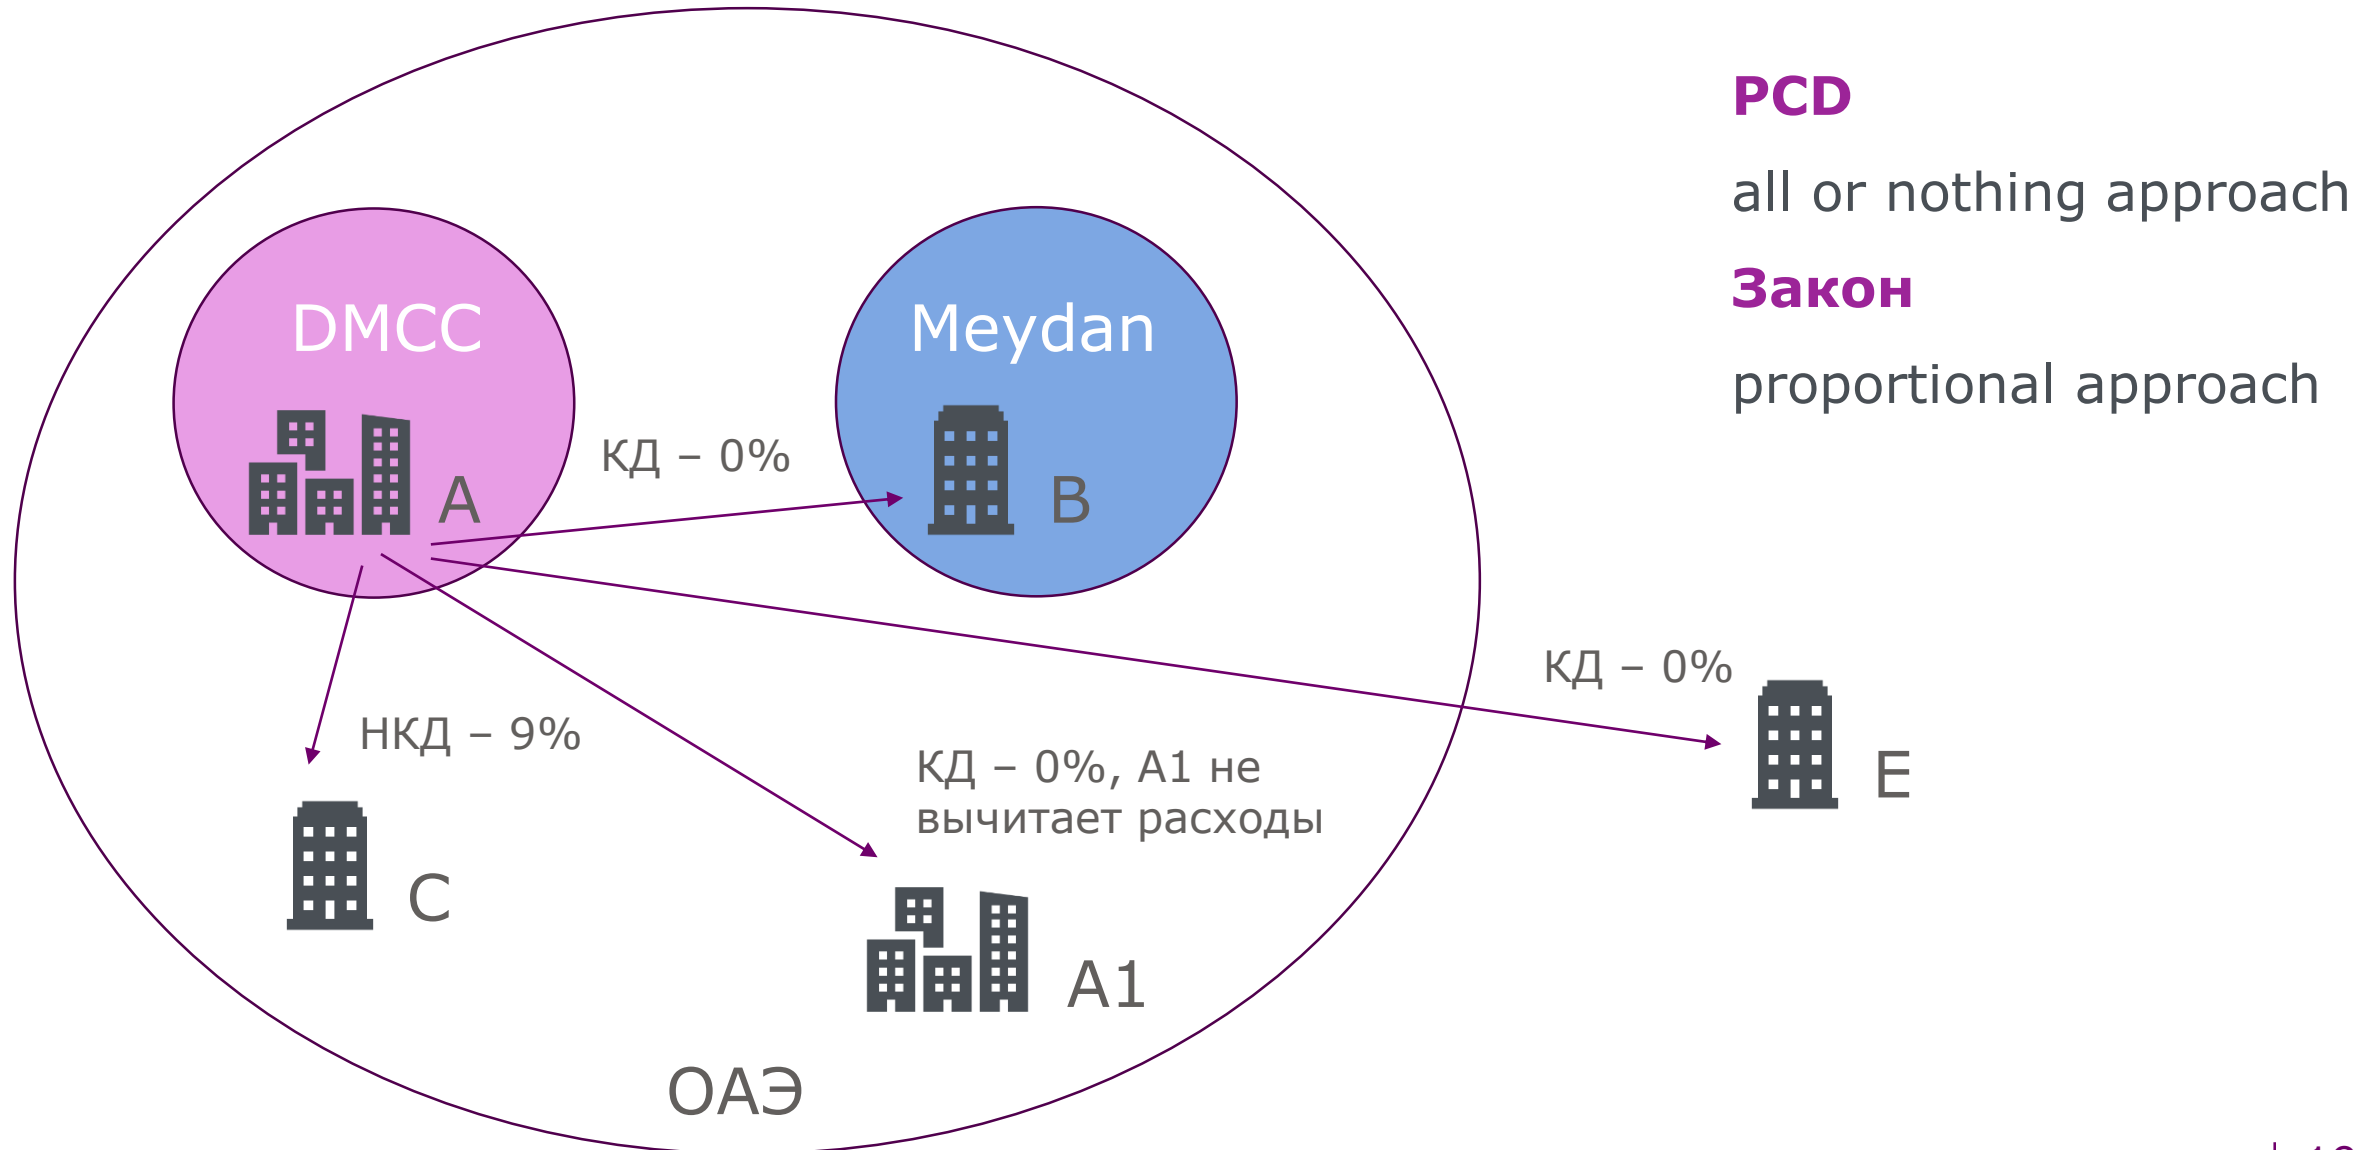 PCD
all or nothing approach
Закон
proportional approach
DMCC
Meydan
A
КД – 0%
B
КД – 0%
E
НКД – 9%
КД – 0%, А1 не
вычитает расходы
C
A1
ОАЭ